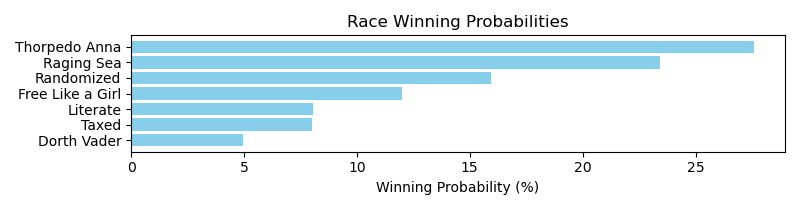 Race Winning Probabilities
Thorpedo Anna
Raging Sea
Randomized
Free Like a Girl
Literate
Taxed
Dorth Vader
0 5 10 15 20 25
Winning Probability (%)